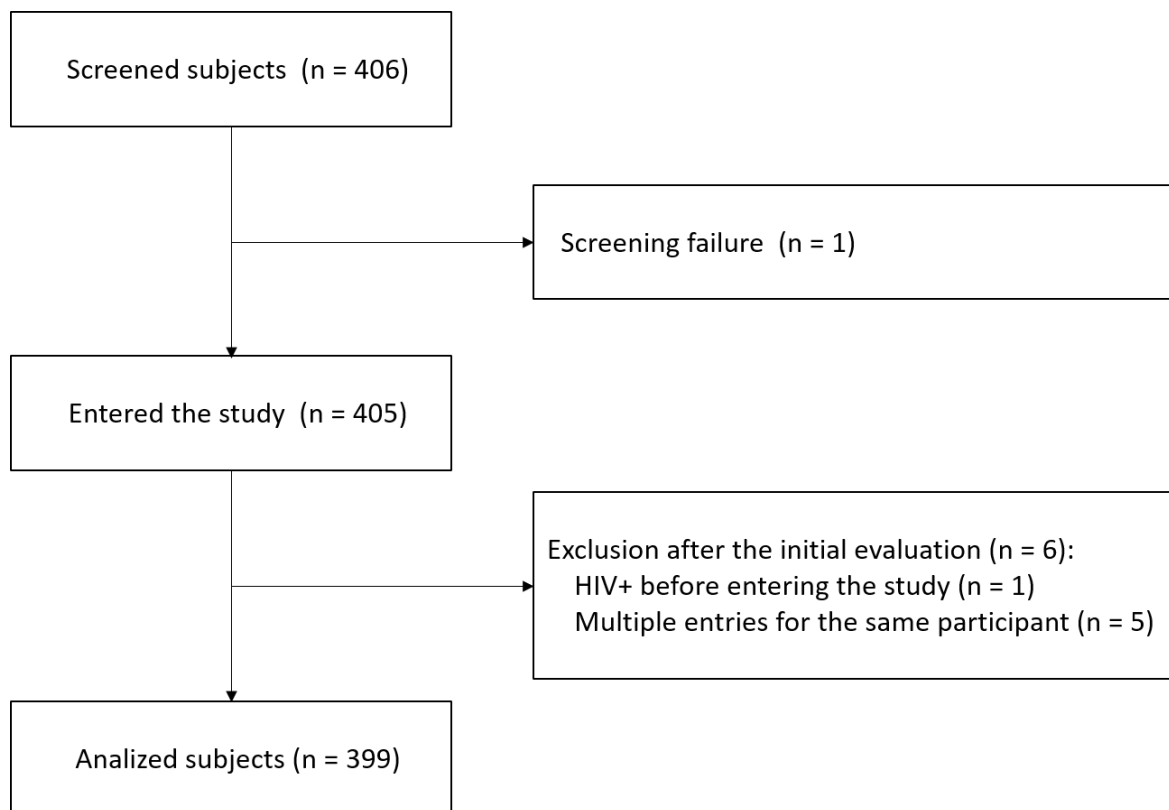 Screened subjects (n = 406)
Screening failure (n = 1)
Entered the study (n = 405)
Exclusion after the initial evaluation (n = 6):
HIV+ before entering the study (n = 1)
Multiple entries for the same participant (n = 5)
Analized subjects (n = 399)